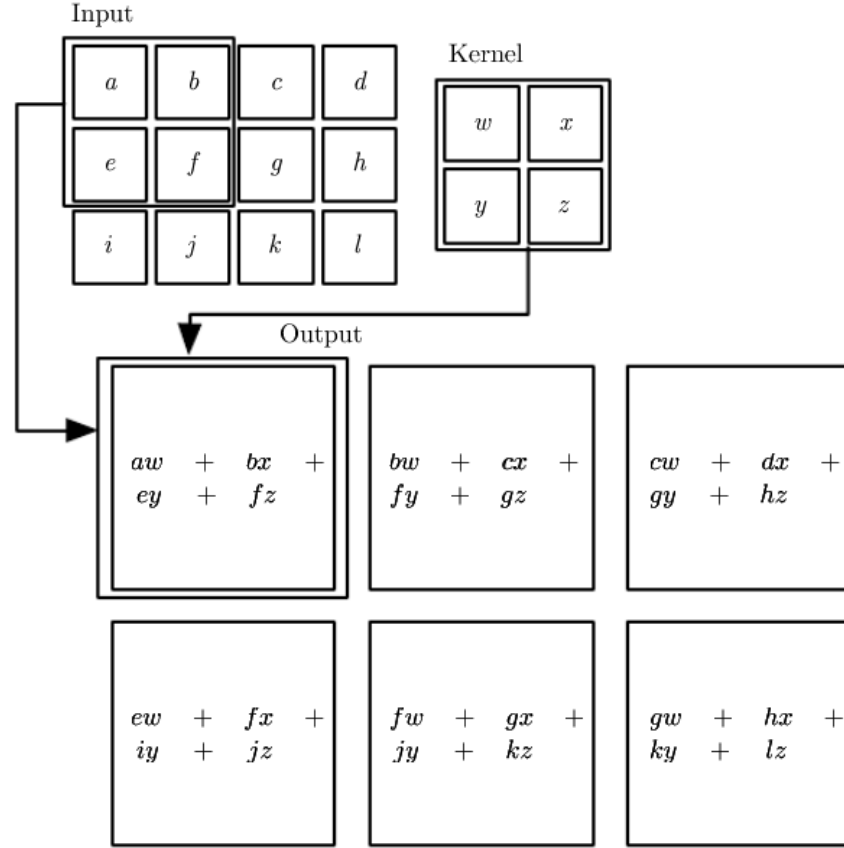 Input
a b c d
e f g h
i j k l
Kernel
w x
y z
Output
aw + bx +
ey + fz
bw + cx +
fy + gz
cw + dx +
gy + hz
ew + fx +
iy + jz
fw + gx +
jy + kz
gw + hx +
ky + lz